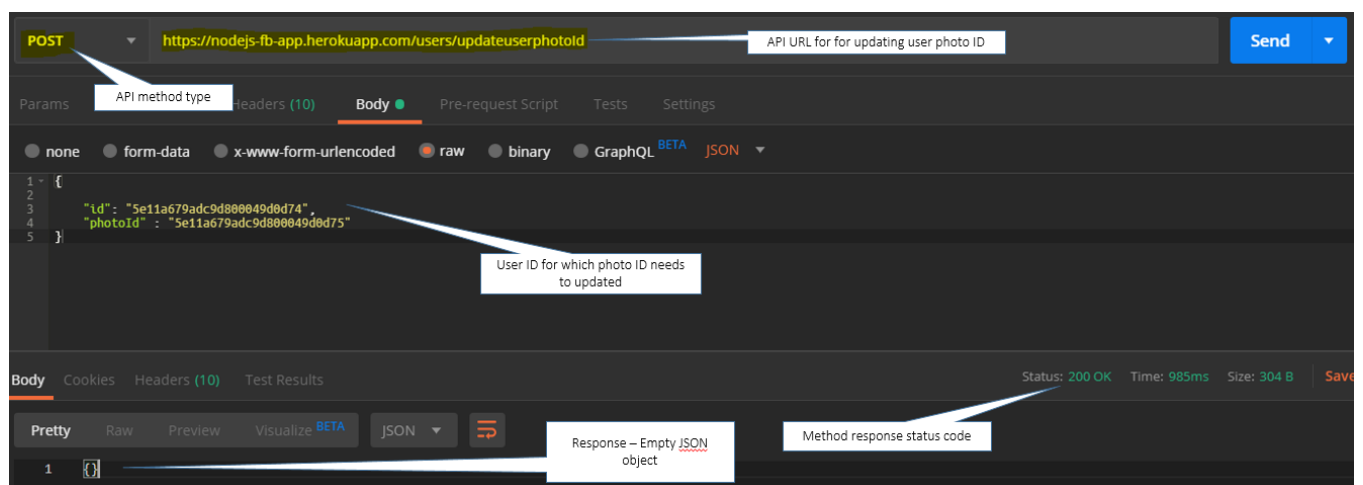 POST https://nodejs-fb-app.herokuapp.com/users/updateuserphotoId API URL for for updating user photo ID Send
API method type
Params Headers (10) Body Pre-request Script Tests Settings
none form-data x-www-form-urlencoded raw binary GraphQL BETA JSON
1 {
2
3 "id": "5e11a679adc9d800049d0d74",
4 "photoId" : "5e11a679adc9d800049d0d75"
5 }
User ID for which photo ID needs
to updated
Body Cookies Headers (10) Test Results Status: 200 OK Time: 985ms Size: 304 B Save
Pretty Raw Preview Visualize BETA JSON
Response – Empty JSON
object
Method response status code
1 {}